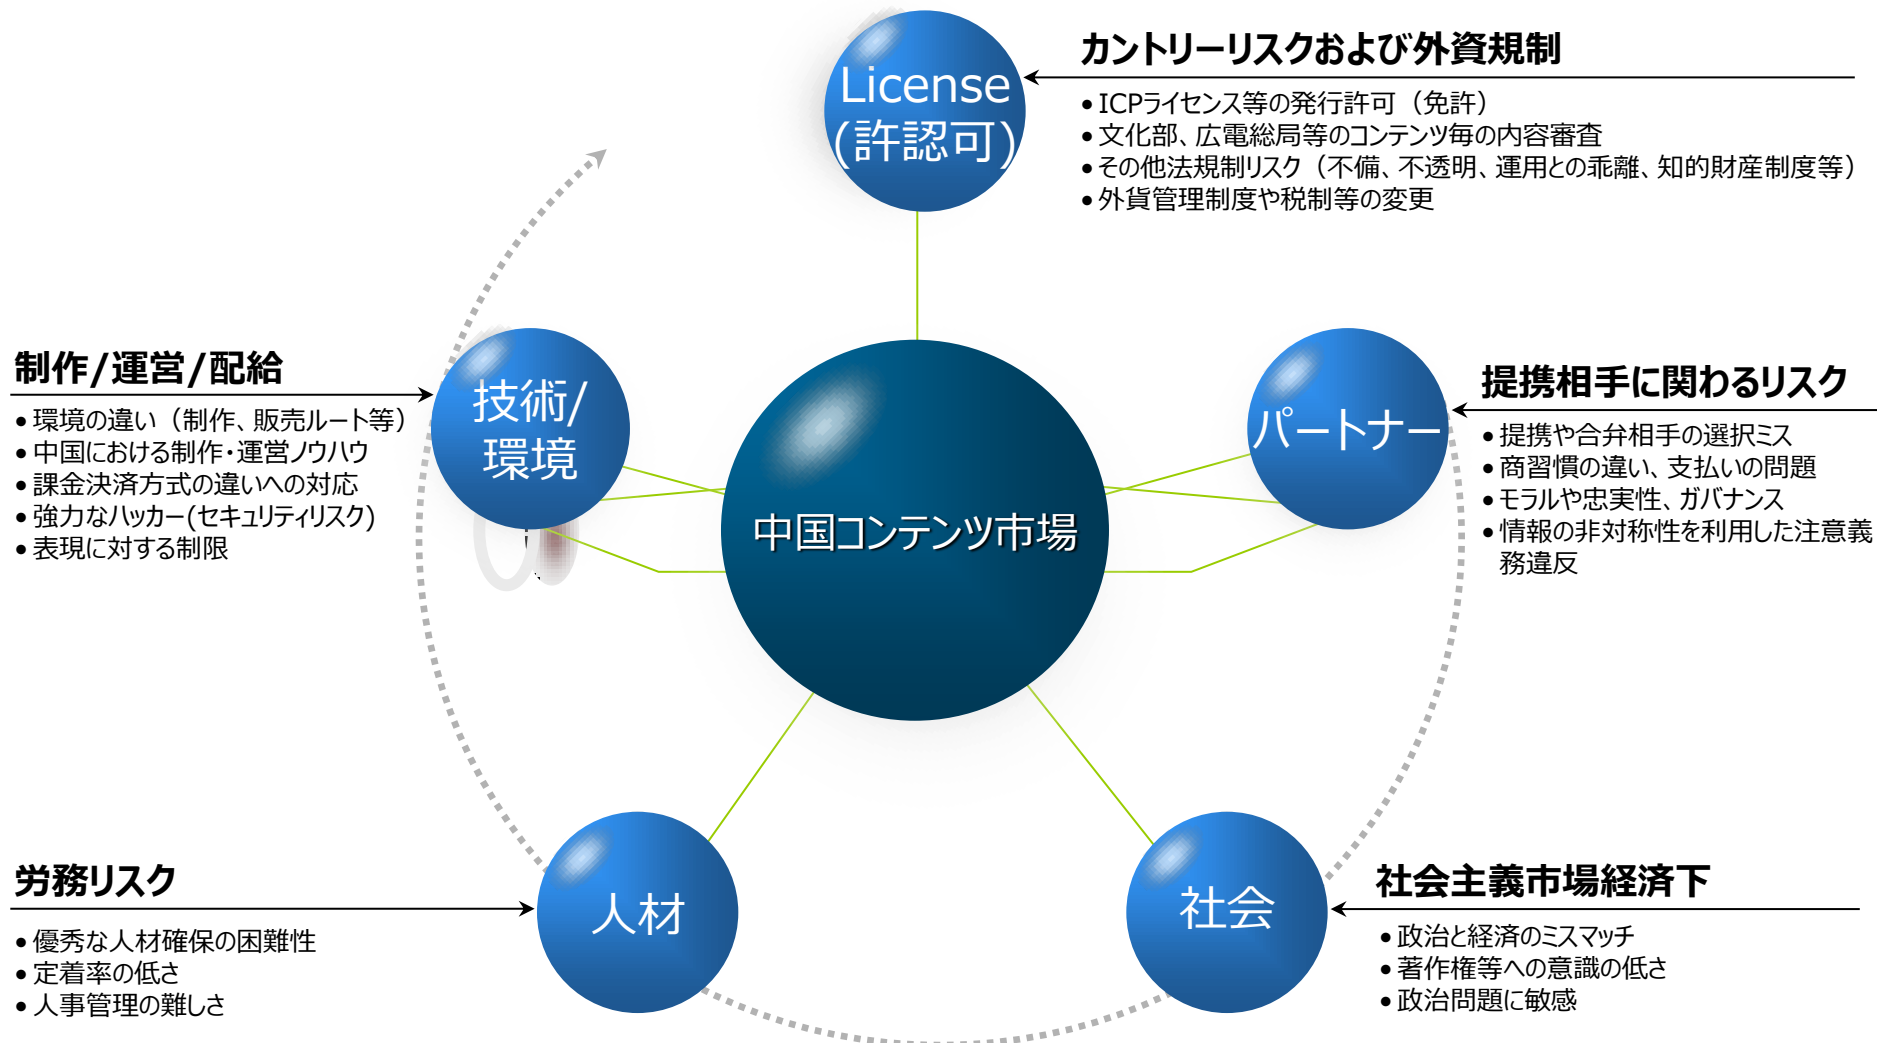 License
(許認可)
カントリーリスクおよび外資規制
• ICPライセンス等の発行許可（免許）
• 文化部、広電総局等のコンテンツ毎の内容審査
• その他法規制リスク（不備、不透明、運用との乖離、知的財産制度等）
• 外貨管理制度や税制等の変更
制作/運営/配給
• 環境の違い（制作、販売ルート等）
• 中国における制作・運営ノウハウ
• 課金決済方式の違いへの対応
• 強力なハッカー(セキュリティリスク)
• 表現に対する制限
技術/
環境
中国コンテンツ市場
パートナー
提携相手に関わるリスク
• 提携や合弁相手の選択ミス
• 商習慣の違い、支払いの問題
• モラルや忠実性、ガバナンス
• 情報の非対称性を利用した注意義
務違反
労務リスク
• 優秀な人材確保の困難性
• 定着率の低さ
• 人事管理の難しさ
人材
社会
社会主義市場経済下
• 政治と経済のミスマッチ
• 著作権等への意識の低さ
• 政治問題に敏感